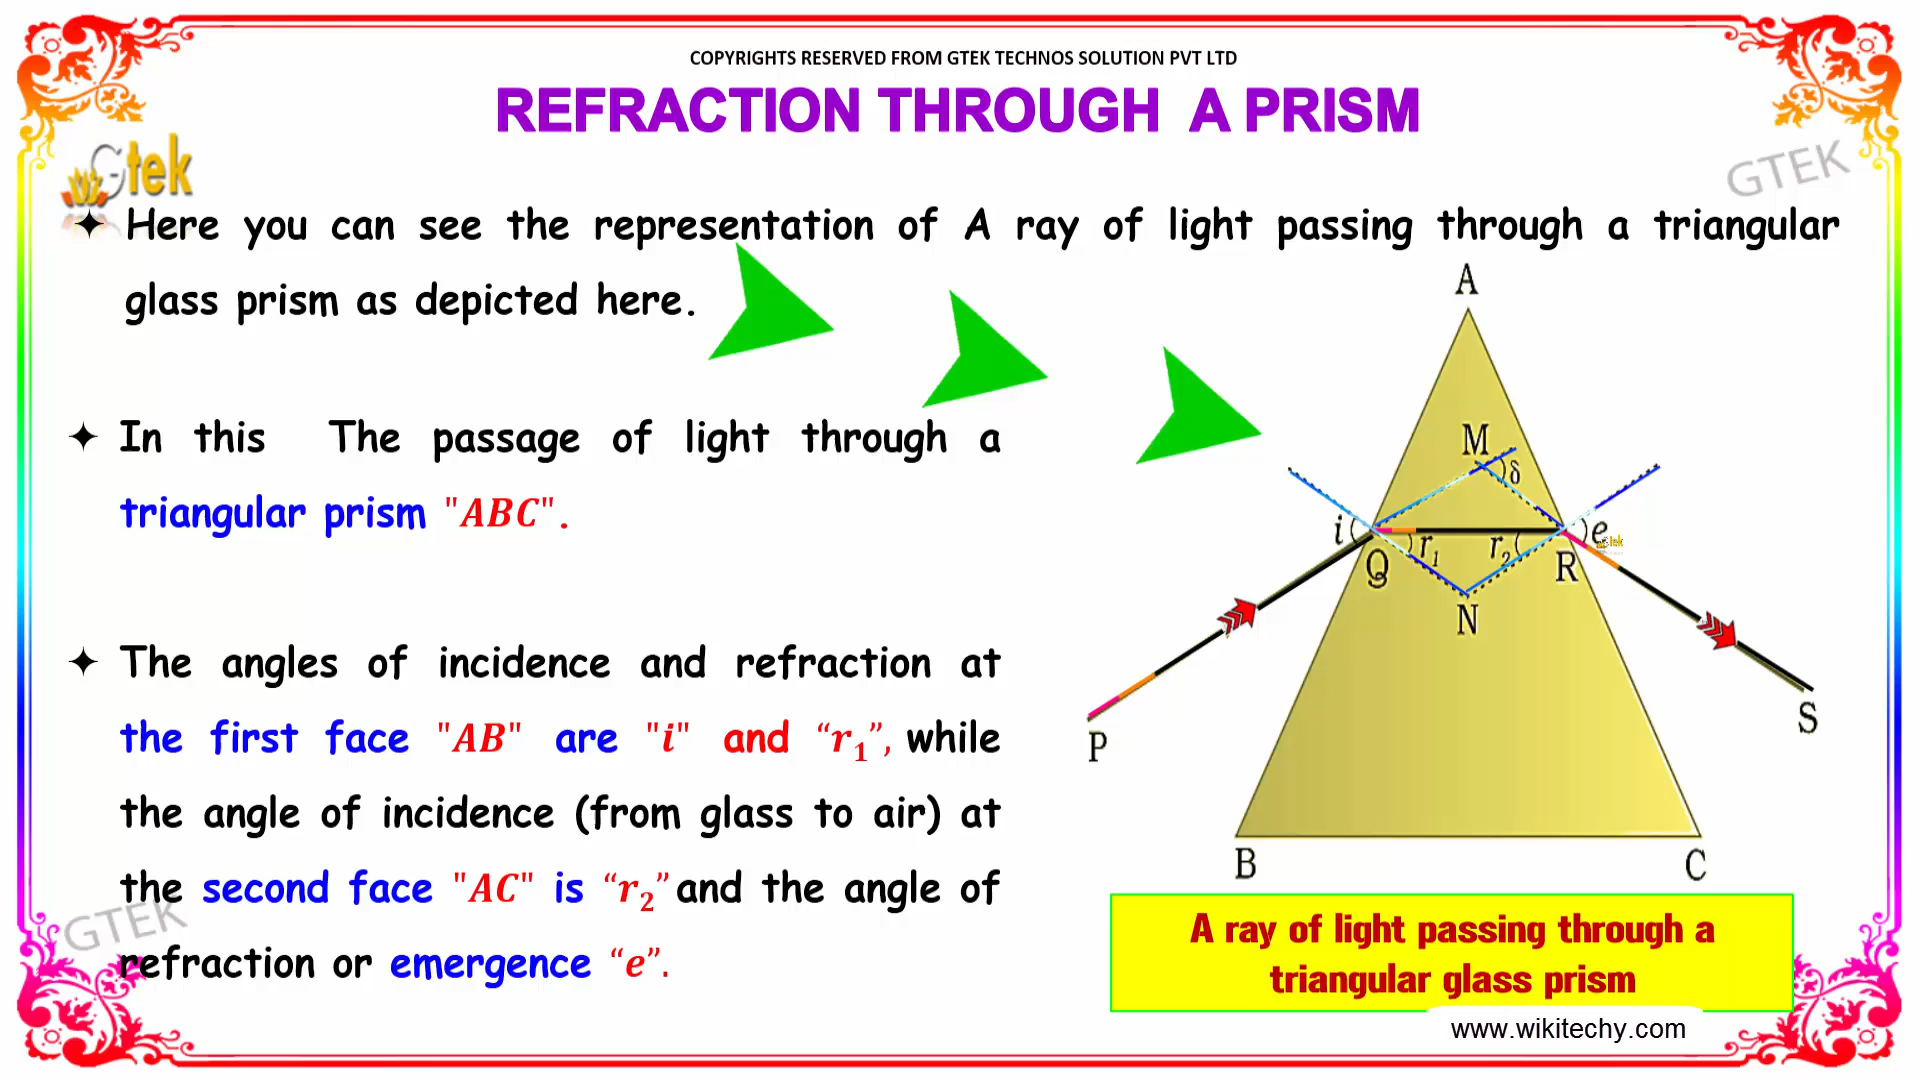 COPYRIGHTS RESERVED FROM GTEK TECHNOS SOLUTION PVT LTD
REFRACTION THROUGH A PRISM
Gtek
GTEK
✦ Here you can see the representation of A ray of light passing through a triangular
glass prism as depicted here.
✦ In this The passage of light through a
triangular prism "ABC".
✦ The angles of incidence and refraction at
the first face "AB" are "i" and “r₁”, while
the angle of incidence (from glass to air) at
the second face "AC" is “r₂” and the angle of
refraction or emergence “e”.
GTEK
A
M
δ
i
r₁
r₂
e
Q
R
N
P
S
B
C
A ray of light passing through a
triangular glass prism
www.wikitechy.com